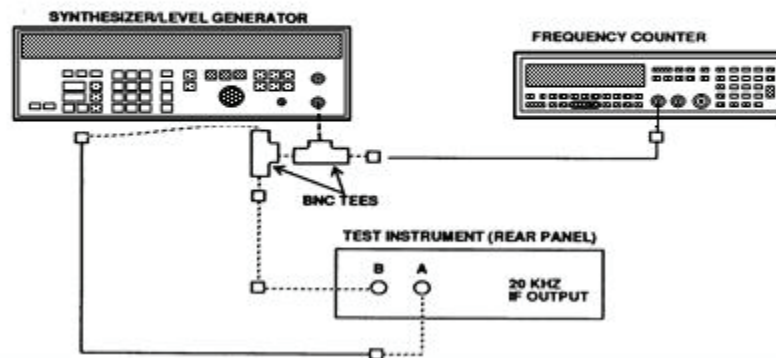 SYNTHESIZER/LEVEL GENERATOR
FREQUENCY COUNTER
BNC TEES
TEST INSTRUMENT (REAR PANEL)
B A
20 KHZ
IF OUTPUT